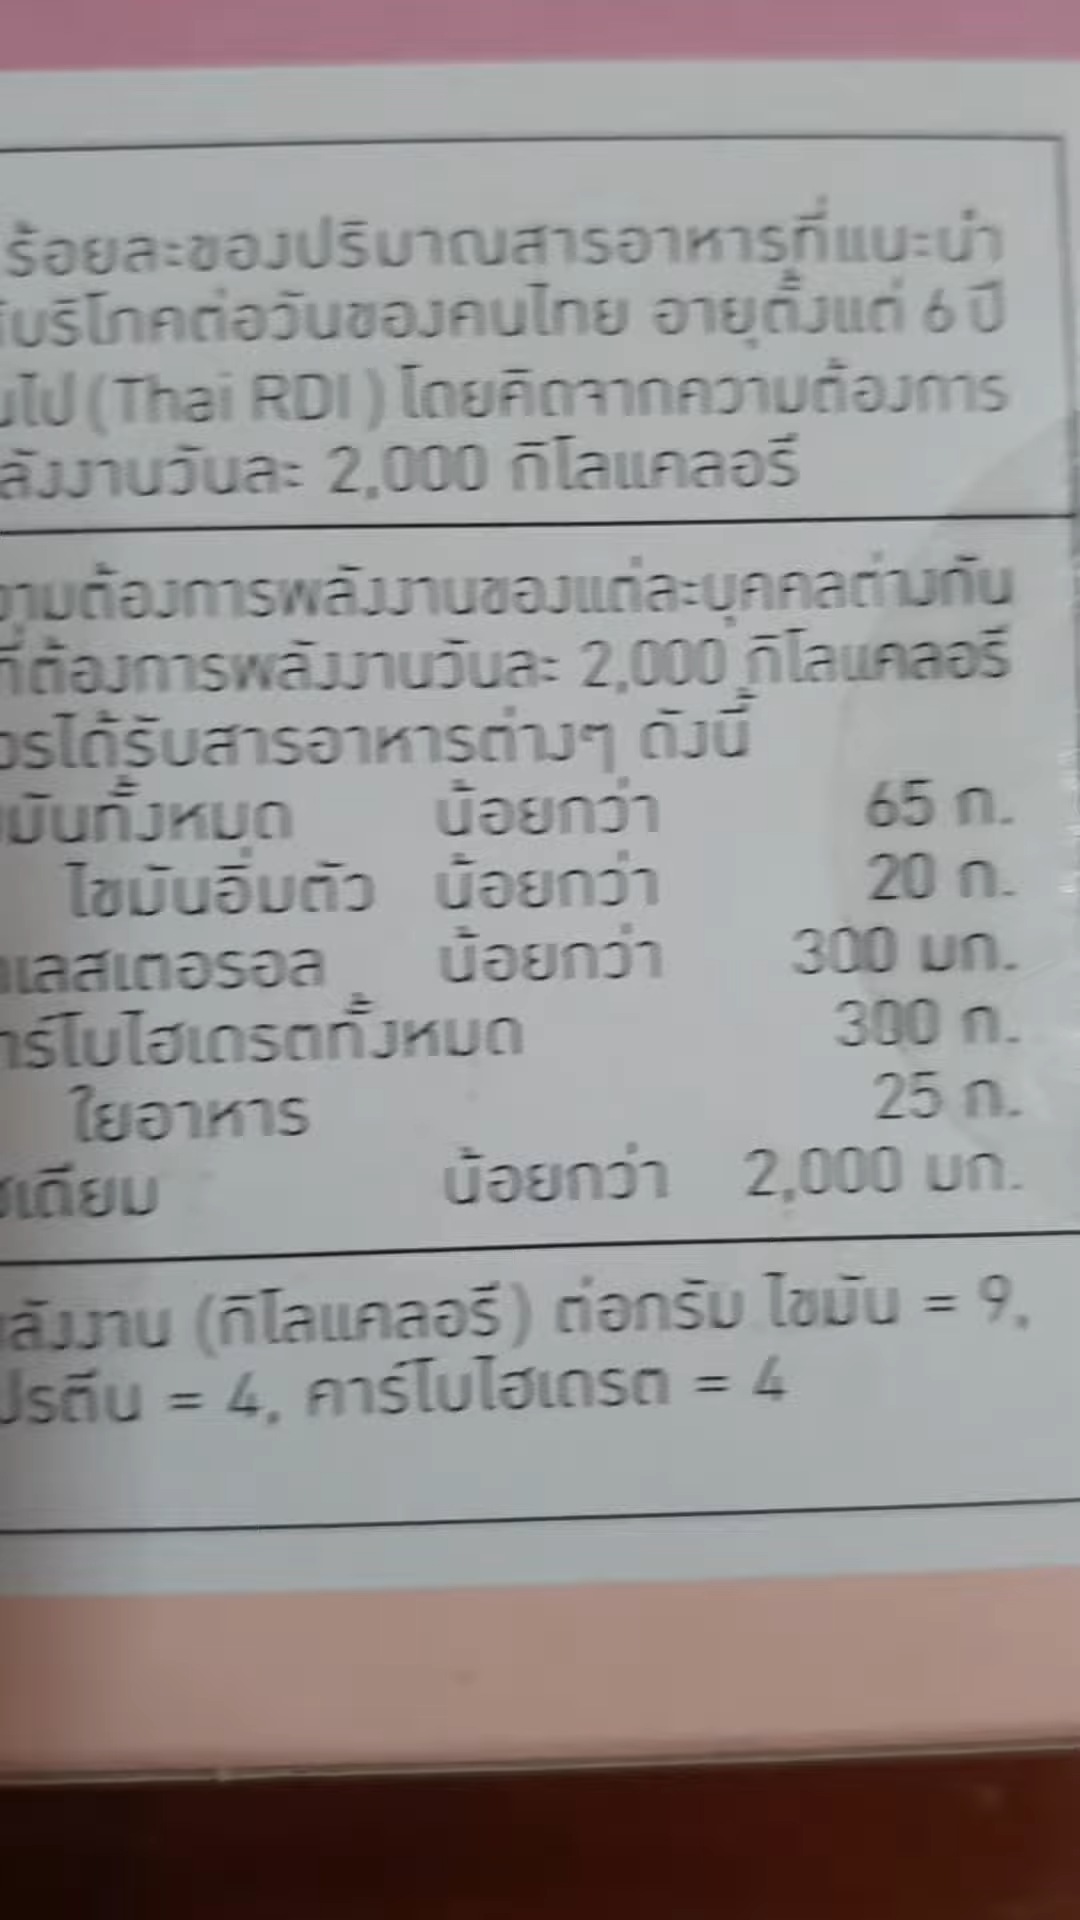 ร้อยละของปริมาณสารอาหารที่แนะนำ
บริโภคต่อวันของคนไทย อายุตั้งแต่ 6 ปี
ไป (Thai RDI) โดยคิดจากความต้องการ
ลังงานวันละ 2,000 กิโลแคลอรี
ามต้องการพลังงานของแต่ละบุคคลต่างกัน
ที่ต้องการพลังงานวันละ 2,000 กิโลแคลอรี
วรได้รับสารอาหารต่างๆ ดังนี้
มันทั้งหมด น้อยกว่า 65 ก.
ไขมันอิ่มตัว น้อยกว่า 20 ก.
เลสเตอรอล น้อยกว่า 300 มก.
าร์โบไฮเดรตทั้งหมด 300 ก.
ใยอาหาร 25 ก.
ซเดียม น้อยกว่า 2,000 มก.
ลังงาน (กิโลแคลอรี) ต่อกรัม ไขมัน = 9,
ปรตีน = 4, คาร์โบไฮเดรต = 4